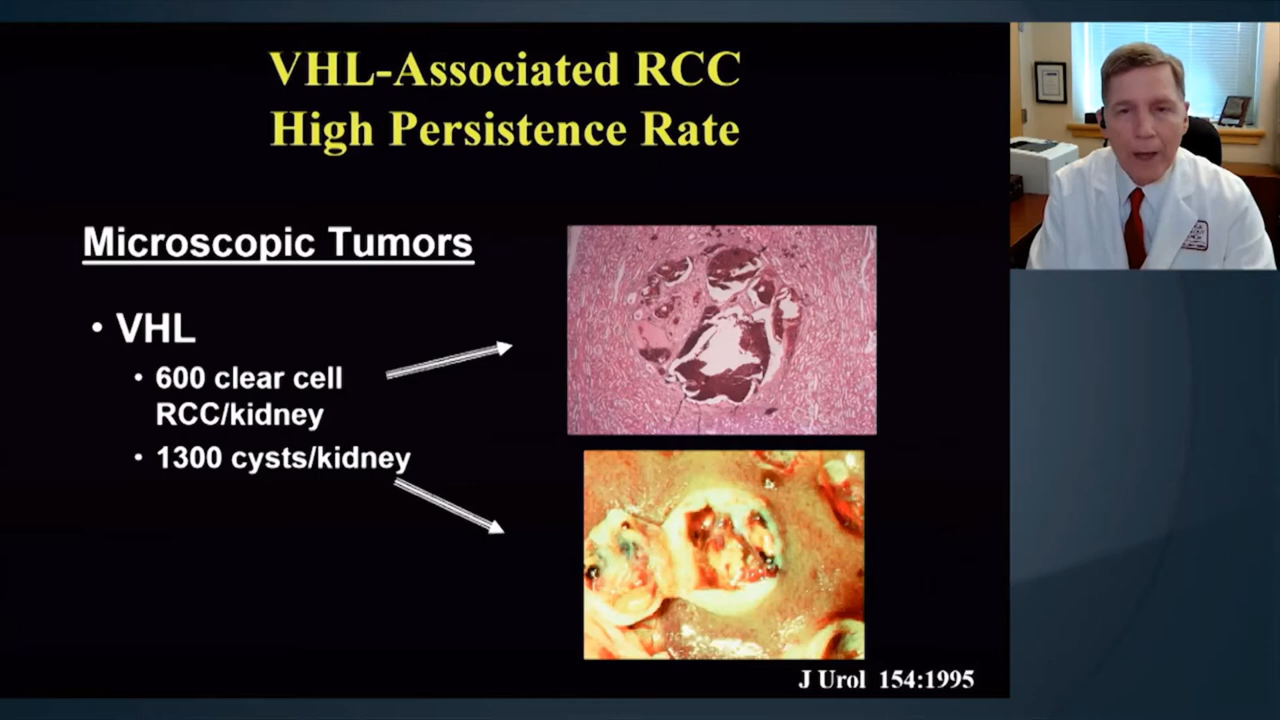 VHL-Associated RCC
High Persistence Rate
Microscopic Tumors
• VHL
• 600 clear cell
RCC/kidney
• 1300 cysts/kidney
J Urol 154:1995